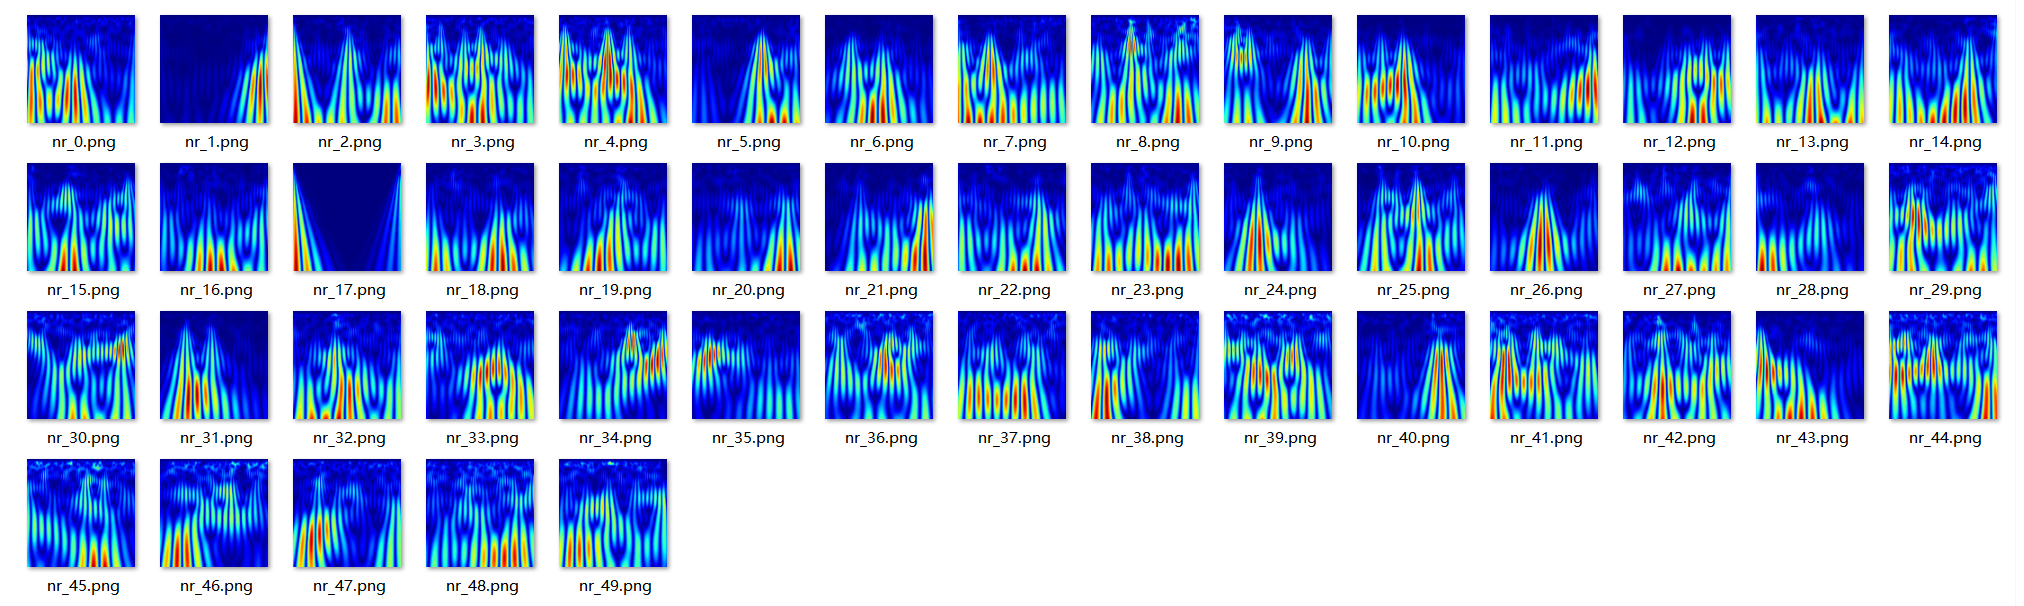 nr_0.png nr_1.png nr_2.png nr_3.png nr_4.png nr_5.png nr_6.png nr_7.png nr_8.png nr_9.png nr_10.png nr_11.png nr_12.png nr_13.png nr_14.png
nr_15.png nr_16.png nr_17.png nr_18.png nr_19.png nr_20.png nr_21.png nr_22.png nr_23.png nr_24.png nr_25.png nr_26.png nr_27.png nr_28.png nr_29.png
nr_30.png nr_31.png nr_32.png nr_33.png nr_34.png nr_35.png nr_36.png nr_37.png nr_38.png nr_39.png nr_40.png nr_41.png nr_42.png nr_43.png nr_44.png
nr_45.png nr_46.png nr_47.png nr_48.png nr_49.png